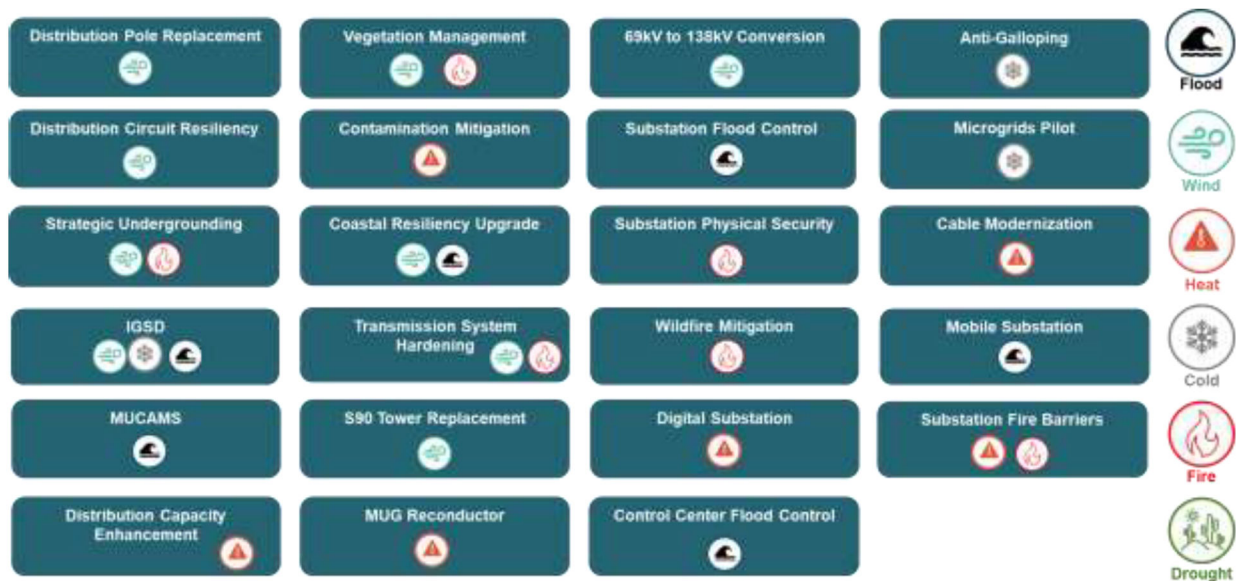 Distribution Pole Replacement
Vegetation Management
69kV to 138kV Conversion
Anti-Galloping
Flood
Distribution Circuit Resiliency
Contamination Mitigation
Substation Flood Control
Microgrids Pilot
Wind
Strategic Undergrounding
Coastal Resiliency Upgrade
Substation Physical Security
Cable Modernization
Heat
IGSD
Transmission System
Hardening
Wildfire Mitigation
Mobile Substation
Cold
MUCAMS
S90 Tower Replacement
Digital Substation
Substation Fire Barriers
Fire
Distribution Capacity
Enhancement
MUG Reconductor
Control Center Flood Control
Drought